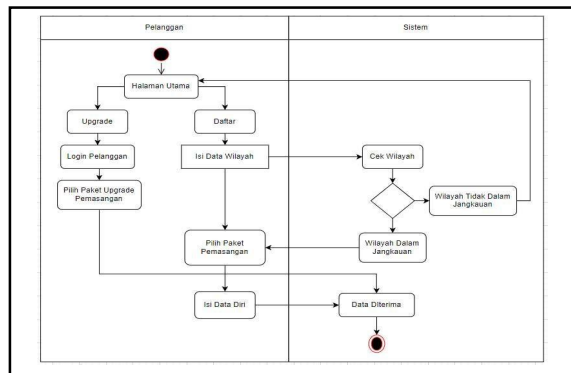 Pelanggan
Sistem
Halaman Utama
Upgrade
Daftar
Login Pelanggan
Isi Data Wilayah
Cek Wilayah
Pilih Paket Upgrade
Pemasangan
Wilayah Tidak Dalam
Jangkauan
Pilih Paket
Pemasangan
Wilayah Dalam
Jangkauan
Isi Data Diri
Data Diterima